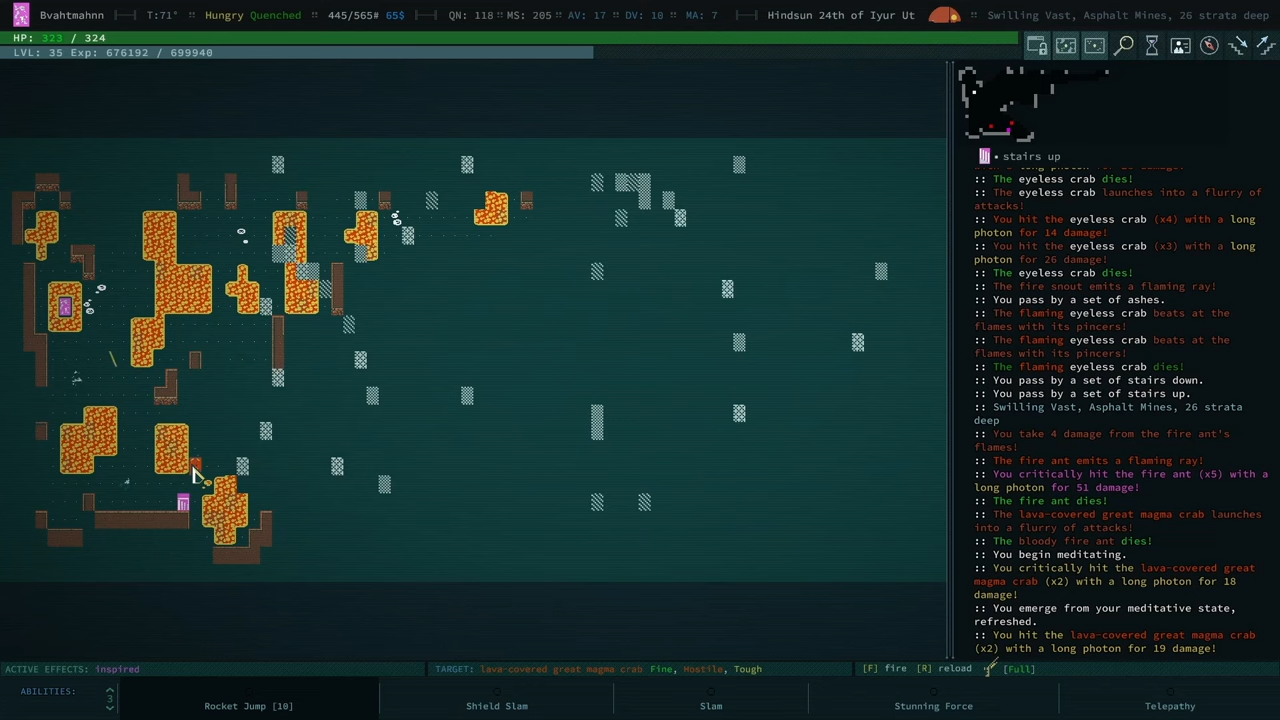 Bvahtmahnn T:71° Hungry Quenched 445/565# 65$ QN: 118 MS: 205 AV: 17 DV: 10 MA: 7 Hindsun 24th of Iyur Ut Swilling Vast, Asphalt Mines, 26 strata deep
HP: 323 / 324
LVL: 35 Exp: 676192 / 699940
stairs up
:: The eyeless crab dies!
:: The eyeless crab launches into a flurry of
attacks!
:: You hit the eyeless crab (x4) with a long
photon for 14 damage!
:: You hit the eyeless crab (x3) with a long
photon for 26 damage!
:: The eyeless crab dies!
:: The fire snout emits a flaming ray!
:: You pass by a set of ashes.
:: The flaming eyeless crab beats at the
flames with its pincers!
:: The flaming eyeless crab beats at the
flames with its pincers!
:: The flaming eyeless crab dies!
:: You pass by a set of stairs down.
:: You pass by a set of stairs up.
:: Swilling Vast, Asphalt Mines, 26 strata
deep
:: You take 4 damage from the fire ant's
flames!
:: The fire ant emits a flaming ray!
:: You critically hit the fire ant (x5) with a
long photon for 51 damage!
:: The fire ant dies!
:: The lava-covered great magma crab launches
into a flurry of attacks!
:: The bloody fire ant dies!
:: You begin meditating.
:: You critically hit the lava-covered great
magma crab (x2) with a long photon for 18
damage!
:: You emerge from your meditative state,
refreshed.
:: You hit the lava-covered great magma crab
(x2) with a long photon for 19 damage!
ACTIVE EFFECTS: inspired TARGET: lava-covered great magma crab Fine, Hostile, Tough [F] fire [R] reload [Full]
ABILITIES: 3 Rocket Jump [10] Shield Slam Slam Stunning Force Telepathy